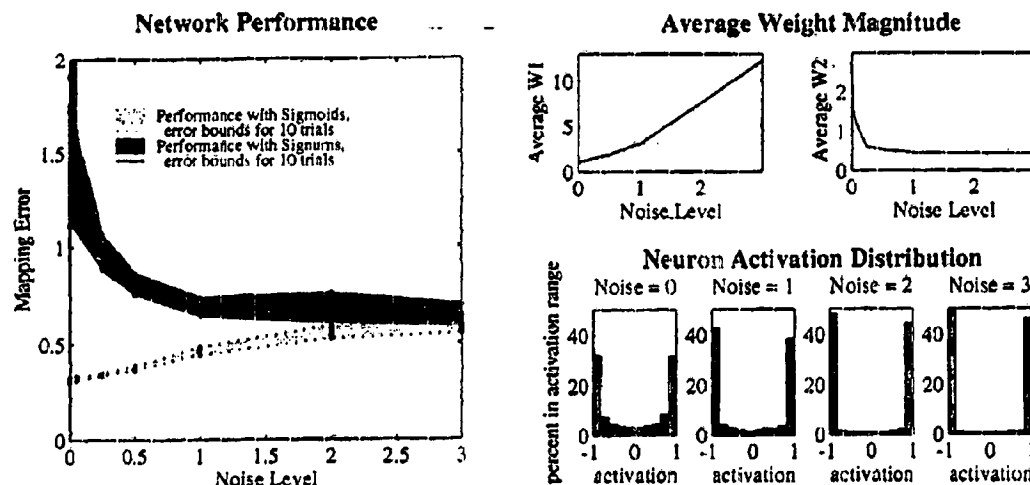 Network Performance
Mapping Error
2
1.5
1
0.5
0
Performance with Sigmoids,
error bounds for 10 trials
Performance with Signums,
error bounds for 10 trials
0 0.5 1 1.5 2 2.5 3
Noise Level
Average Weight Magnitude
Average W1
10
5
0
0 1 2
Noise Level
Average W2
2
1
0
0 1 2
Noise Level
Neuron Activation Distribution
percent in activation range
Noise = 0 Noise = 1 Noise = 2 Noise = 3
40 40 40 40
20 20 20 20
0 0 0 0
-1 0 1 -1 0 1 -1 0 1 -1 0 1
activation activation activation activation